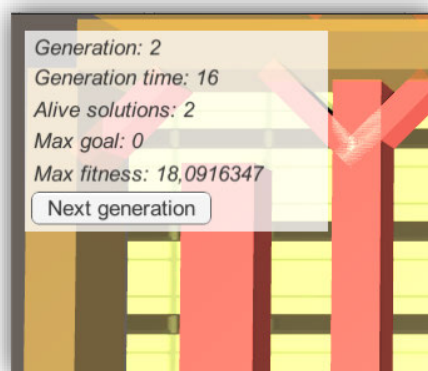 Generation: 2
Generation time: 16
Alive solutions: 2
Max goal: 0
Max fitness: 18,0916347
Next generation